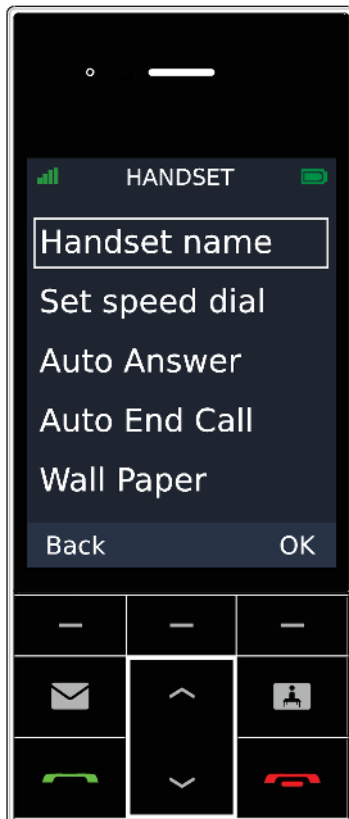 HANDSET
Handset name
Set speed dial
Auto Answer
Auto End Call
Wall Paper
Back OK